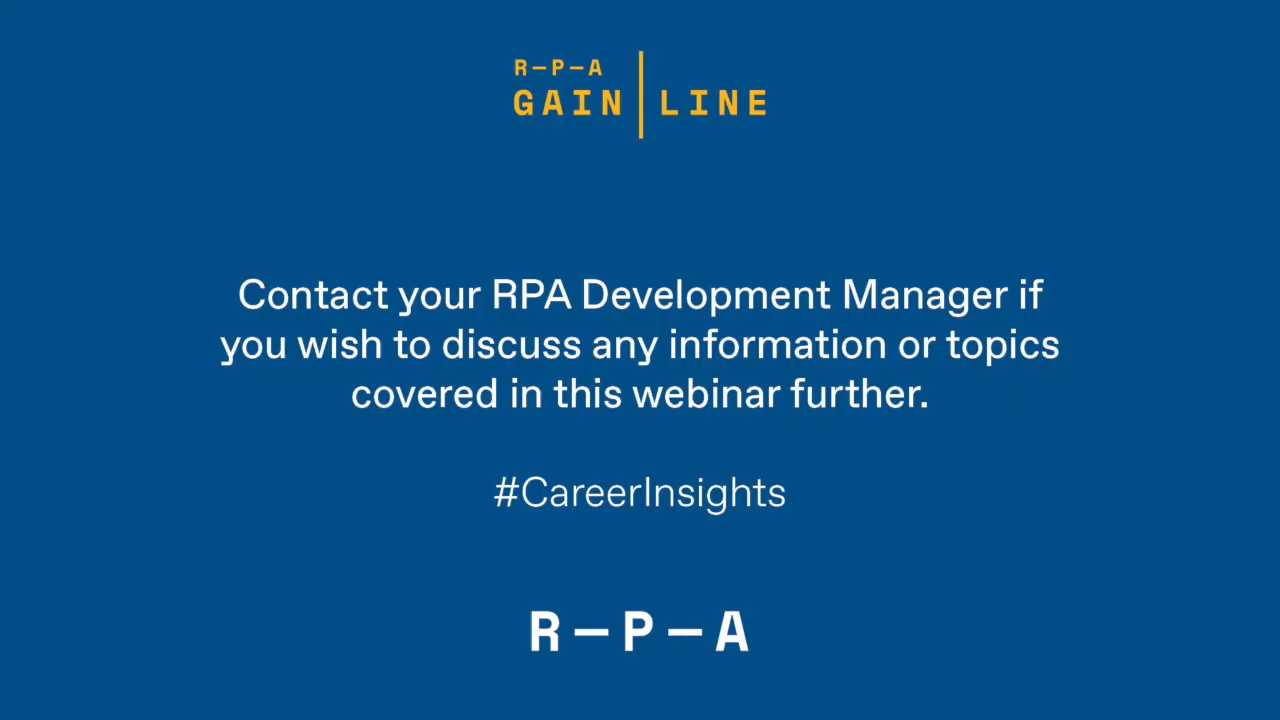 R–P–A
GAIN LINE
Contact your RPA Development Manager if
you wish to discuss any information or topics
covered in this webinar further.
#CareerInsights
R–P–A